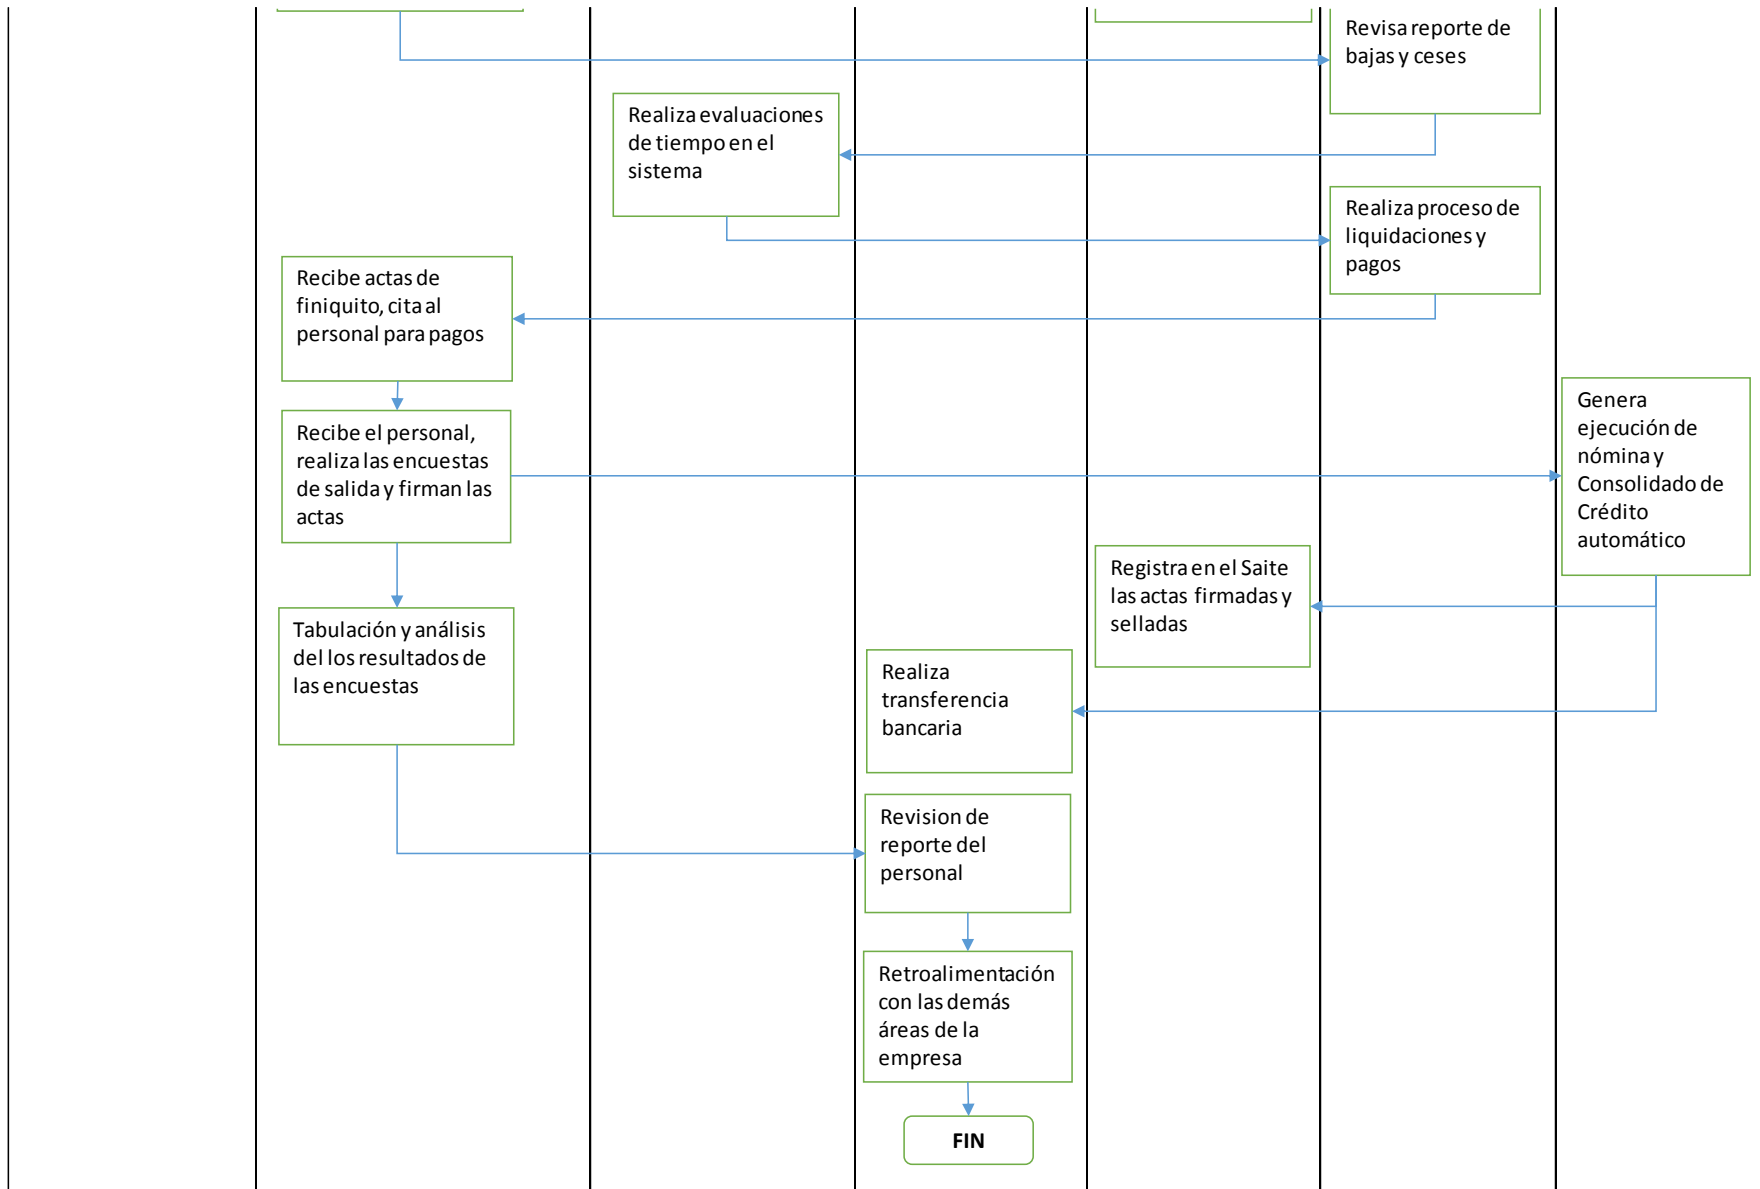 Revisa reporte de
bajas y ceses
Realiza evaluaciones
de tiempo en el
sistema
Realiza proceso de
liquidaciones y
pagos
Recibe actas de
finiquito, cita al
personal para pagos
Recibe el personal,
realiza las encuestas
de salida y firman las
actas
Genera
ejecución de
nómina y
Consolidado de
Crédito
automático
Registra en el Saite
las actas firmadas y
selladas
Tabulación y análisis
del los resultados de
las encuestas
Realiza
transferencia
bancaria
Revision de
reporte del
personal
Retroalimentación
con las demás
áreas de la
empresa
FIN